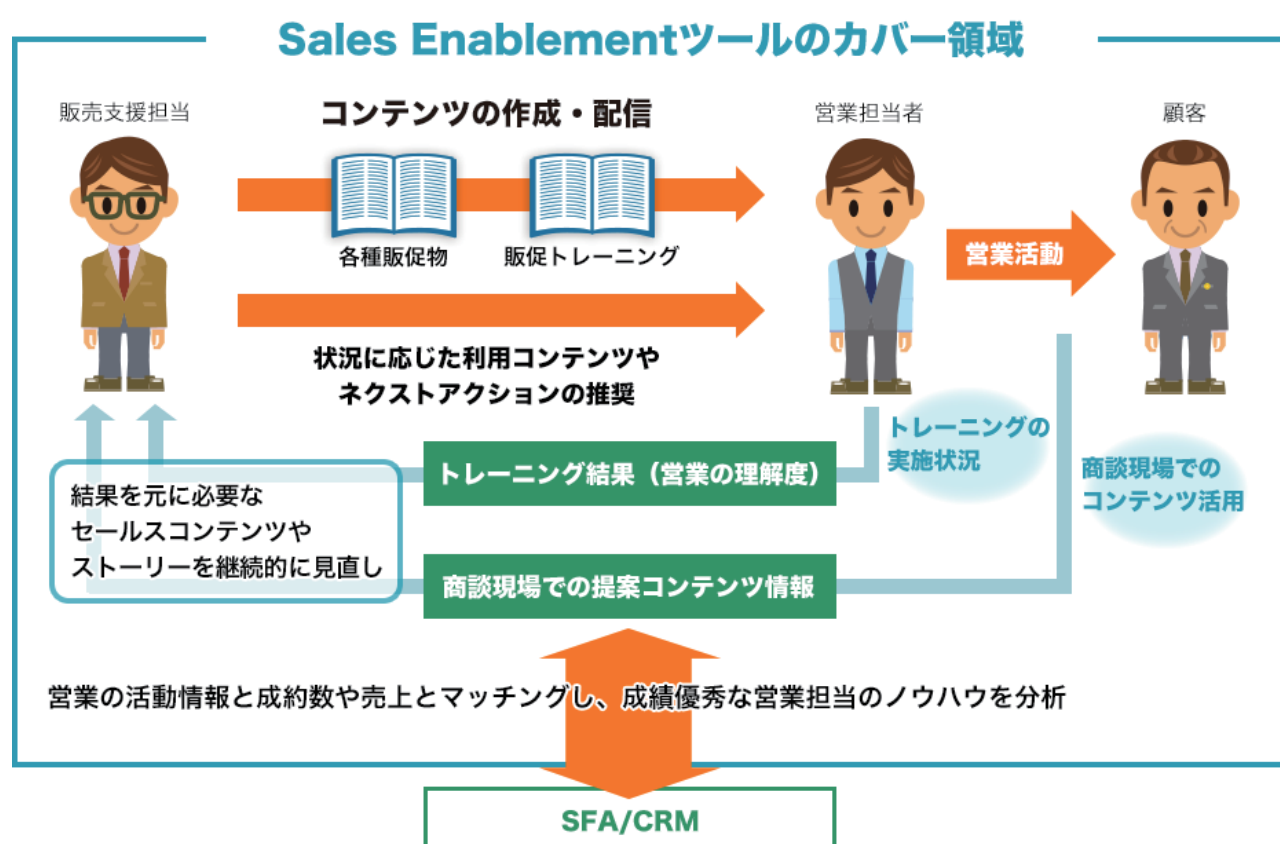 Sales Enablementツールのカバー領域
販売支援担当
コンテンツの作成・配信
営業担当者
顧客
各種販促物
販促トレーニング
営業活動
状況に応じた利用コンテンツや
ネクストアクションの推奨
トレーニングの
実施状況
トレーニング結果（営業の理解度）
商談現場での
コンテンツ活用
結果を元に必要な
セールスコンテンツや
ストーリーを継続的に見直し
商談現場での提案コンテンツ情報
営業の活動情報と成約数や売上とマッチングし、成績優秀な営業担当のノウハウを分析
SFA/CRM